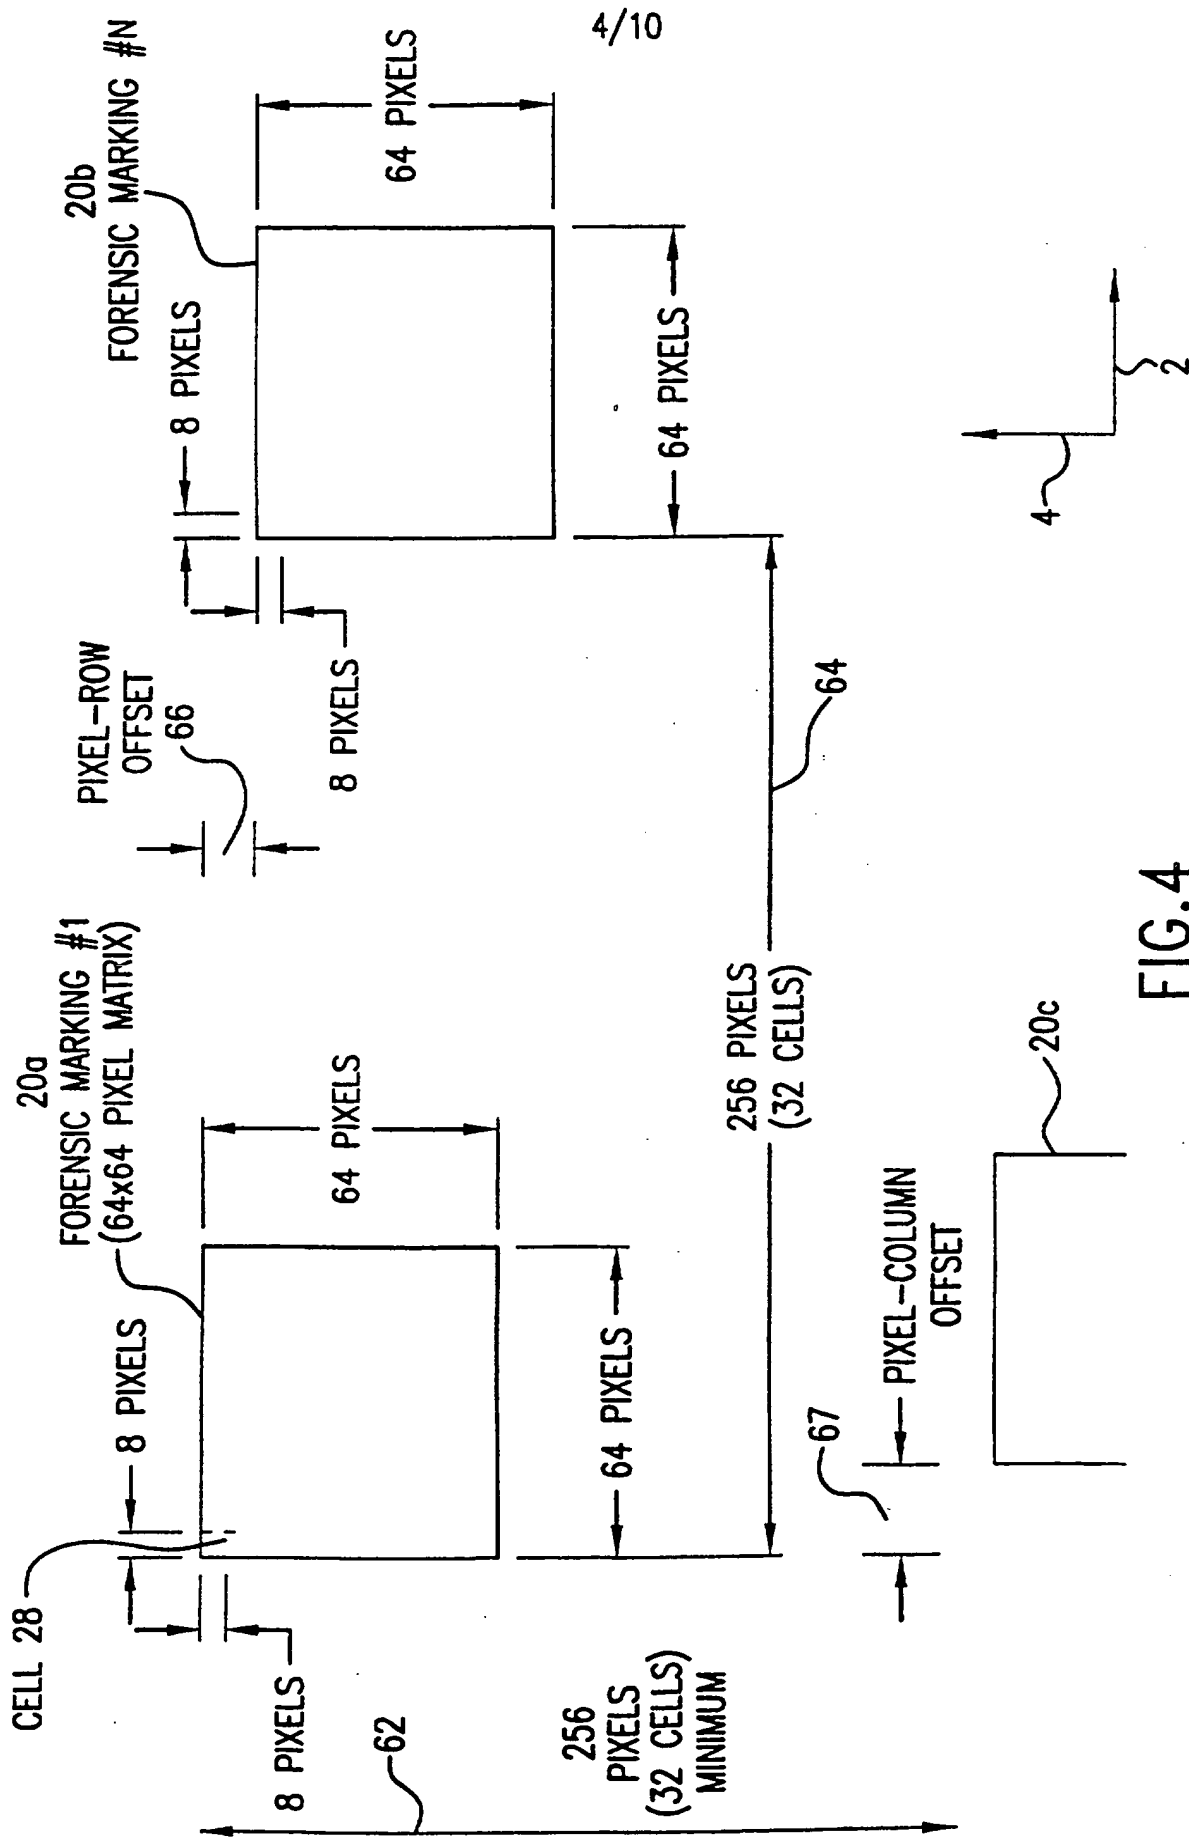 4/10
CELL 28
8 PIXELS
20a
FORENSIC MARKING #1
(64x64 PIXEL MATRIX)
8 PIXELS
64 PIXELS
64 PIXELS
PIXEL-ROW
OFFSET
66
8 PIXELS
8 PIXELS
20b
FORENSIC MARKING #N
64 PIXELS
64 PIXELS
62
256
PIXELS
(32 CELLS)
MINIMUM
256 PIXELS
(32 CELLS)
64
67
PIXEL-COLUMN
OFFSET
20c
4
2
FIG.4